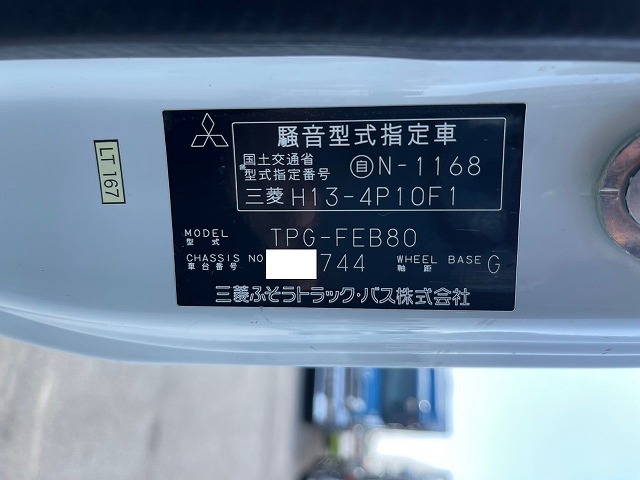 騒音型式指定車
国土交通省
型式指定番号 自N-1168
三菱 H13-4P10F1
MODEL
型式 TPG-FEB80
CHASSIS NO
車台番号 744 WHEEL BASE
軸距 G
三菱ふそうトラック・バス株式会社
LT167